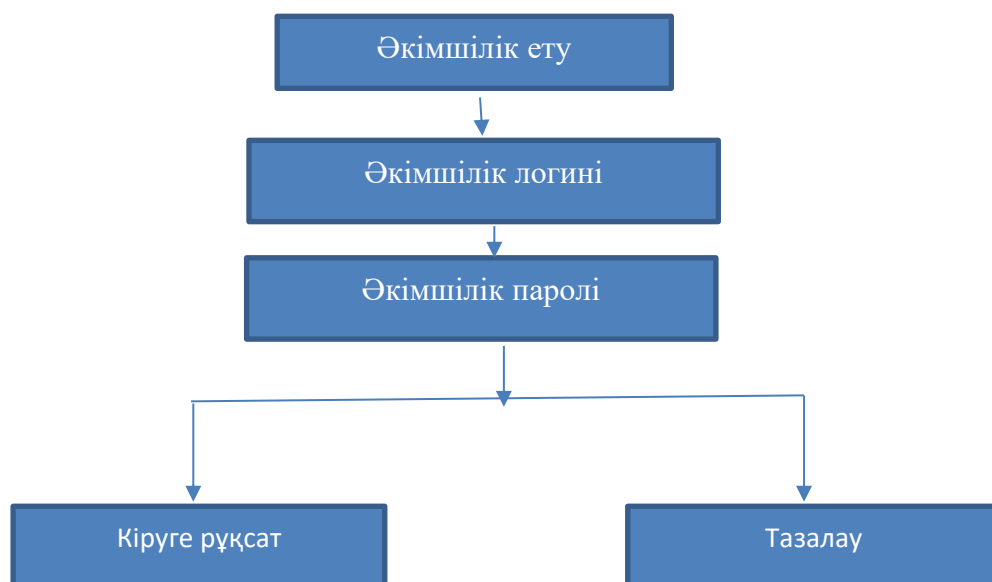 Әкімшілік ету
Әкімшілік логині
Әкімшілік паролі
Кіруге рұқсат
Тазалау